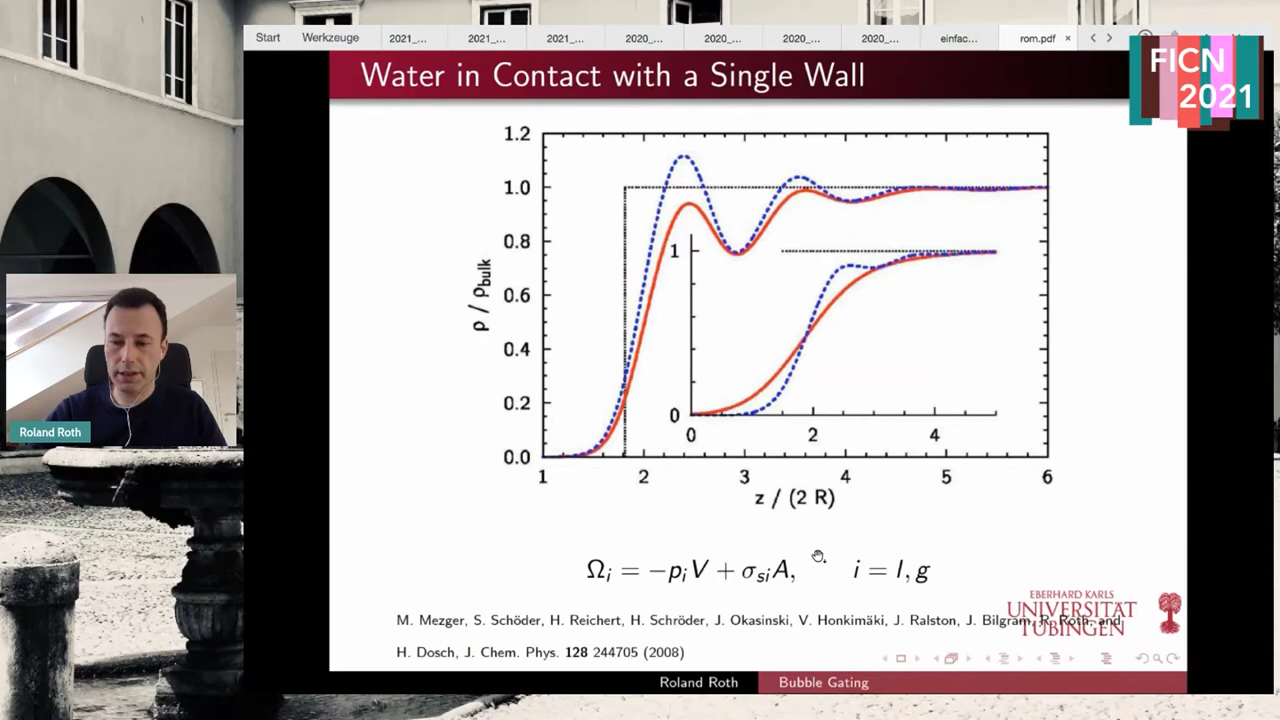 Start Werkzeuge 2021_... 2021_... 2021_... 2020_... 2020_... 2020_... 2020_... einfac... rom.pdf ×
FICN
2021
Water in Contact with a Single Wall
1.2
1.0
0.8
0.6
0.4
0.2
0.0
ρ / ρbulk
1
0
0 2 4
1 2 3 4 5 6
z / (2 R)
Roland Roth
Ωᵢ = −pᵢV + σₛᵢA, i = l, g
EBERHARD KARLS
UNIVERSITÄT
TÜBINGEN
M. Mezger, S. Schöder, H. Reichert, H. Schröder, J. Okasinski, V. Honkimäki, J. Ralston, J. Bilgram, R. Roth, and
H. Dosch, J. Chem. Phys. 128 244705 (2008)
Roland Roth Bubble Gating